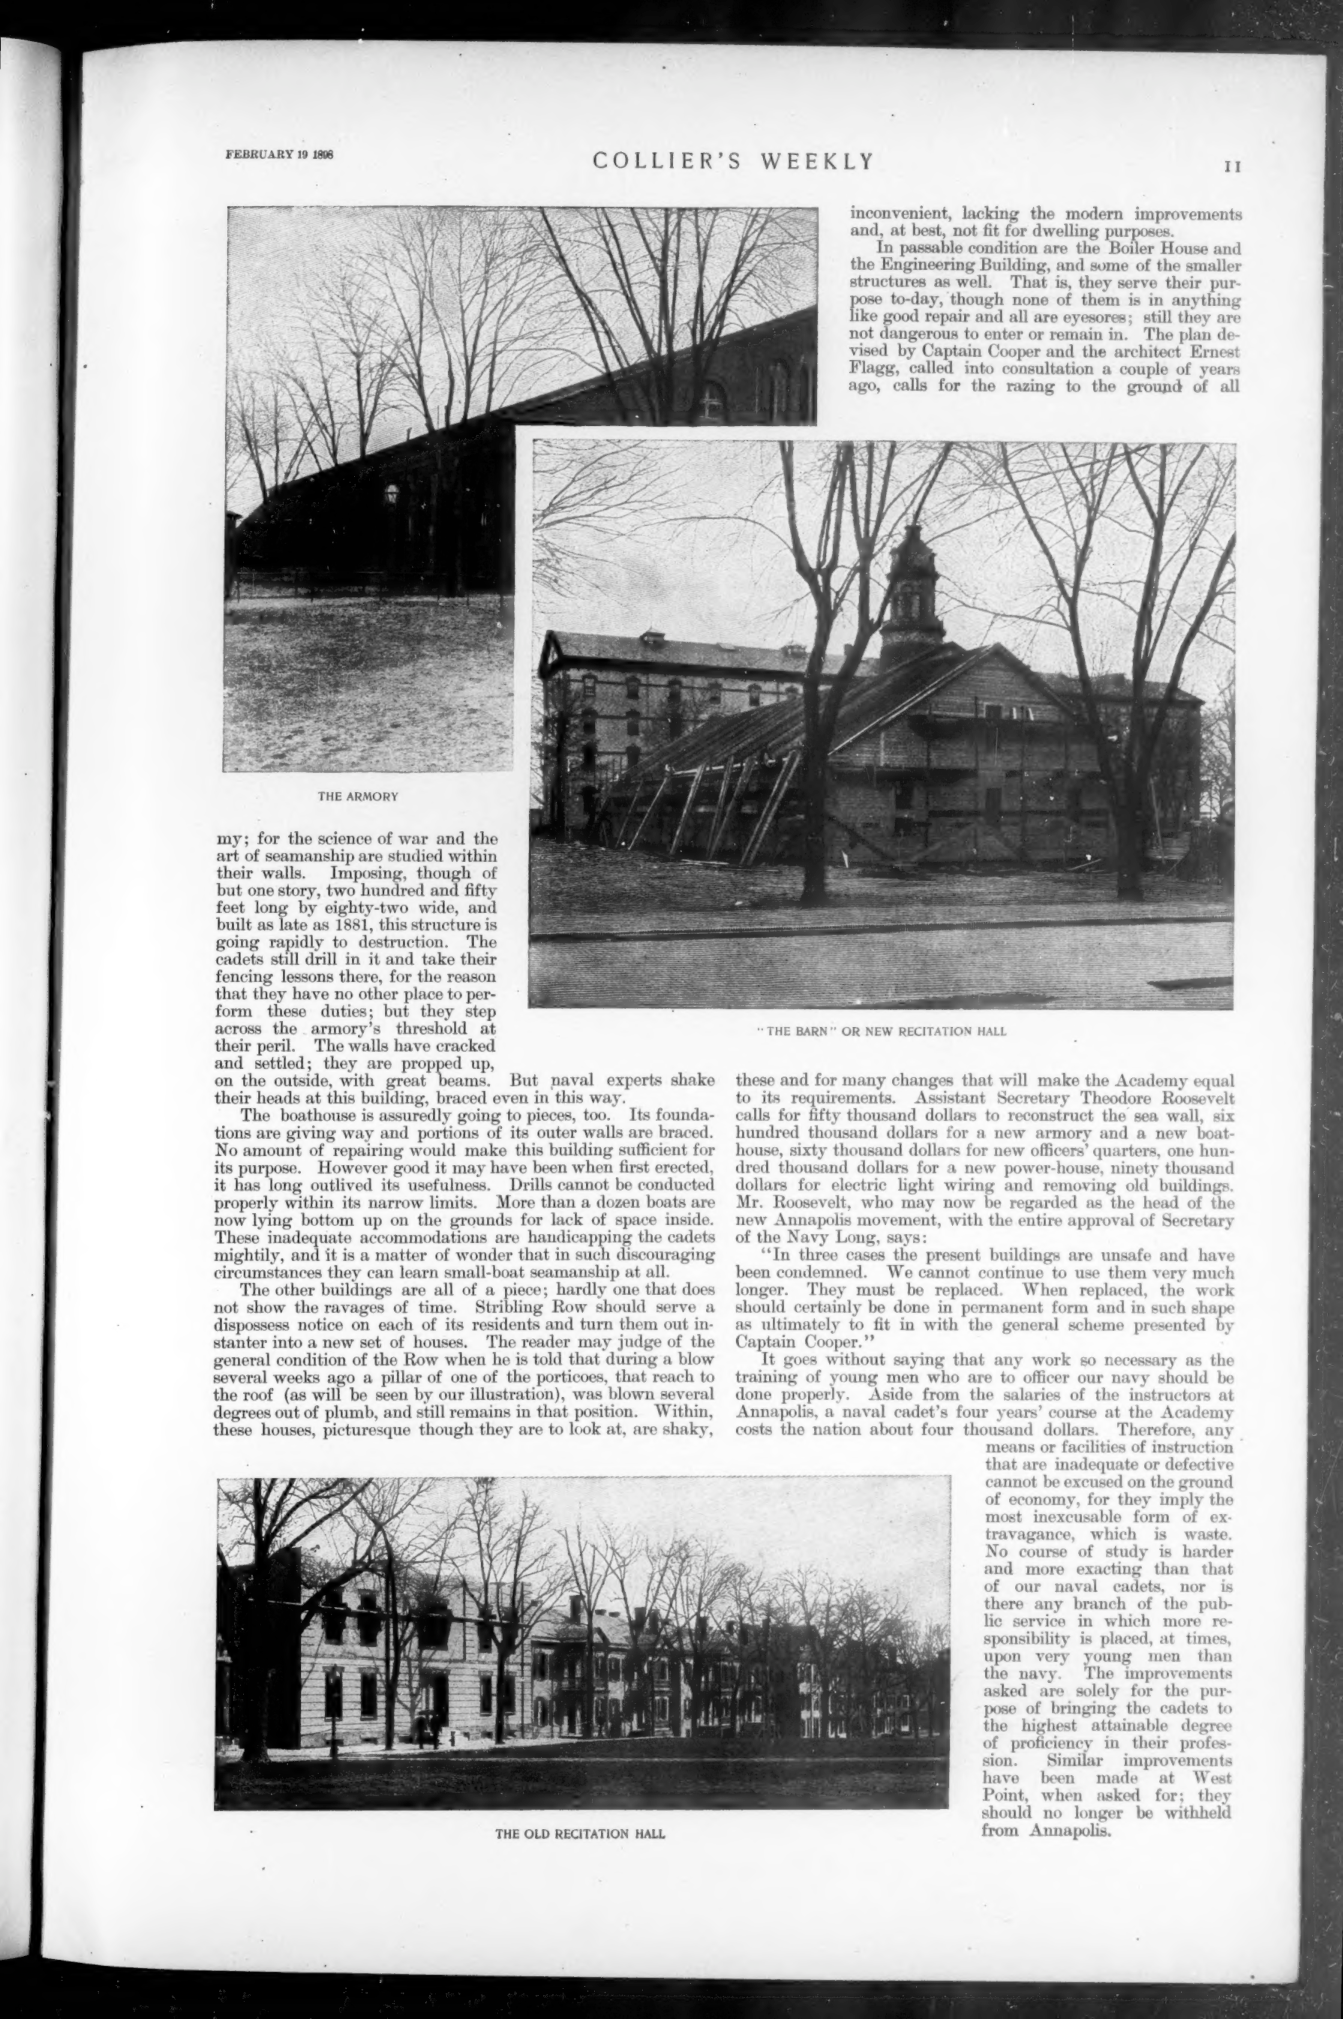 FEBRUARY 19 1898
COLLIER'S WEEKLY
11
THE ARMORY
my; for the science of war and the
art of seamanship are studied within
their walls. Imposing, though of
but one story, two hundred and fifty
feet long by eighty-two wide, and
built as late as 1881, this structure is
going rapidly to destruction. The
cadets still drill in it and take their
fencing lessons there, for the reason
that they have no other place to per-
form these duties; but they step
across the armory's threshold at
their peril. The walls have cracked
and settled; they are propped up,
on the outside, with great beams. But naval experts shake
their heads at this building, braced even in this way.
The boathouse is assuredly going to pieces, too. Its founda-
tions are giving way and portions of its outer walls are braced.
No amount of repairing would make this building sufficient for
its purpose. However good it may have been when first erected,
it has long outlived its usefulness. Drills cannot be conducted
properly within its narrow limits. More than a dozen boats are
now lying bottom up on the grounds for lack of space inside.
These inadequate accommodations are handicapping the cadets
mightily, and it is a matter of wonder that in such discouraging
circumstances they can learn small-boat seamanship at all.
The other buildings are all of a piece; hardly one that does
not show the ravages of time. Stribling Row should serve a
dispossess notice on each of its residents and turn them out in-
stanter into a new set of houses. The reader may judge of the
general condition of the Row when he is told that during a blow
several weeks ago a pillar of one of the porticoes, that reach to
the roof (as will be seen by our illustration), was blown several
degrees out of plumb, and still remains in that position. Within,
these houses, picturesque though they are to look at, are shaky,
inconvenient, lacking the modern improvements
and, at best, not fit for dwelling purposes.
In passable condition are the Boiler House and
the Engineering Building, and some of the smaller
structures as well. That is, they serve their pur-
pose to-day, though none of them is in anything
like good repair and all are eyesores; still they are
not dangerous to enter or remain in. The plan de-
vised by Captain Cooper and the architect Ernest
Flagg, called into consultation a couple of years
ago, calls for the razing to the ground of all
"THE BARN" OR NEW RECITATION HALL
these and for many changes that will make the Academy equal
to its requirements. Assistant Secretary Theodore Roosevelt
calls for fifty thousand dollars to reconstruct the sea wall, six
hundred thousand dollars for a new armory and a new boat-
house, sixty thousand dollars for new officers' quarters, one hun-
dred thousand dollars for a new power-house, ninety thousand
dollars for electric light wiring and removing old buildings.
Mr. Roosevelt, who may now be regarded as the head of the
new Annapolis movement, with the entire approval of Secretary
of the Navy Long, says:
"In three cases the present buildings are unsafe and have
been condemned. We cannot continue to use them very much
longer. They must be replaced. When replaced, the work
should certainly be done in permanent form and in such shape
as ultimately to fit in with the general scheme presented by
Captain Cooper."
It goes without saying that any work so necessary as the
training of young men who are to officer our navy should be
done properly. Aside from the salaries of the instructors at
Annapolis, a naval cadet's four years' course at the Academy
costs the nation about four thousand dollars. Therefore, any
means or facilities of instruction
that are inadequate or defective
cannot be excused on the ground
of economy, for they imply the
most inexcusable form of ex-
travagance, which is waste.
No course of study is harder
and more exacting than that
of our naval cadets, nor is
there any branch of the pub-
lic service in which more re-
sponsibility is placed, at times,
upon very young men than
the navy. The improvements
asked are solely for the pur-
pose of bringing the cadets to
the highest attainable degree
of proficiency in their profes-
sion. Similar improvements
have been made at West
Point, when asked for; they
should no longer be withheld
from Annapolis.
THE OLD RECITATION HALL